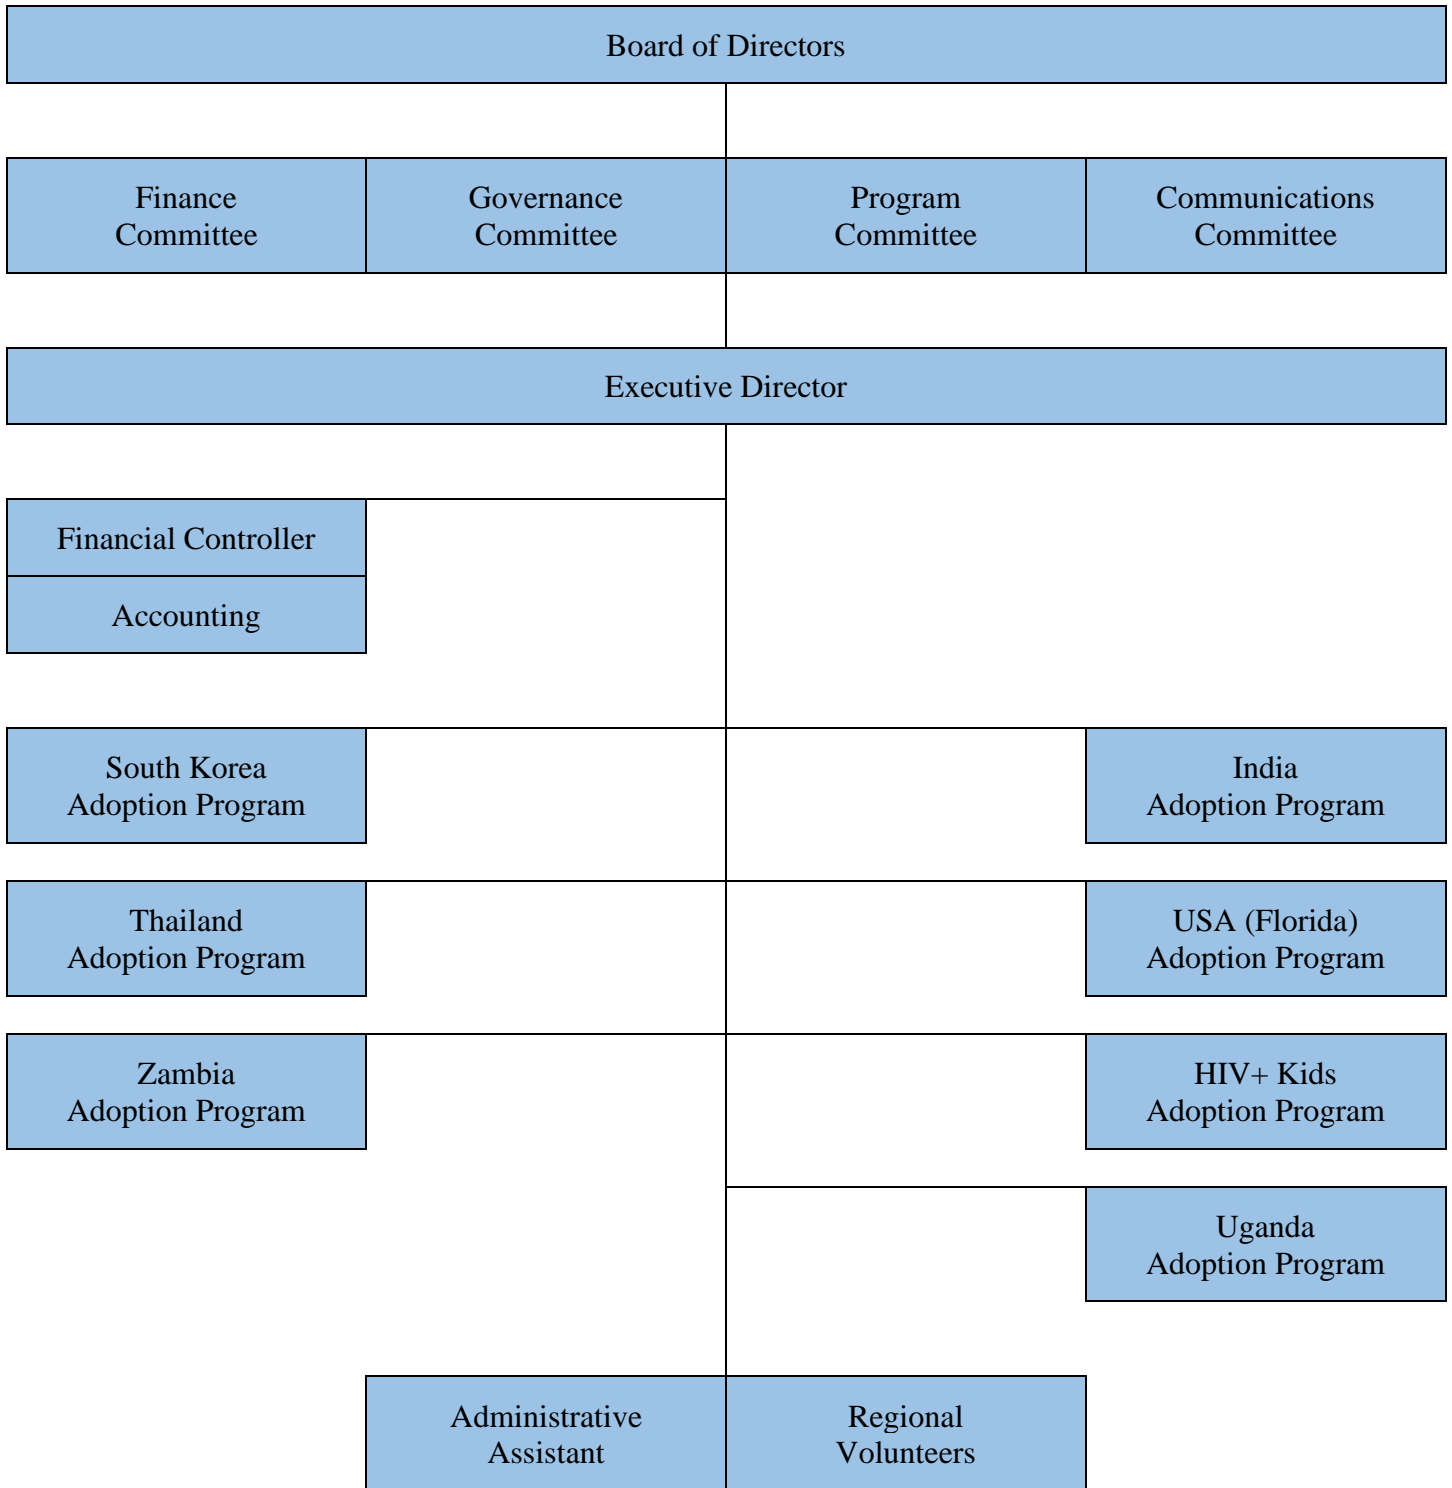 Board of Directors
Finance
Committee
Governance
Committee
Program
Committee
Communications
Committee
Executive Director
Financial Controller
Accounting
South Korea
Adoption Program
India
Adoption Program
Thailand
Adoption Program
USA (Florida)
Adoption Program
Zambia
Adoption Program
HIV+ Kids
Adoption Program
Uganda
Adoption Program
Administrative
Assistant
Regional
Volunteers